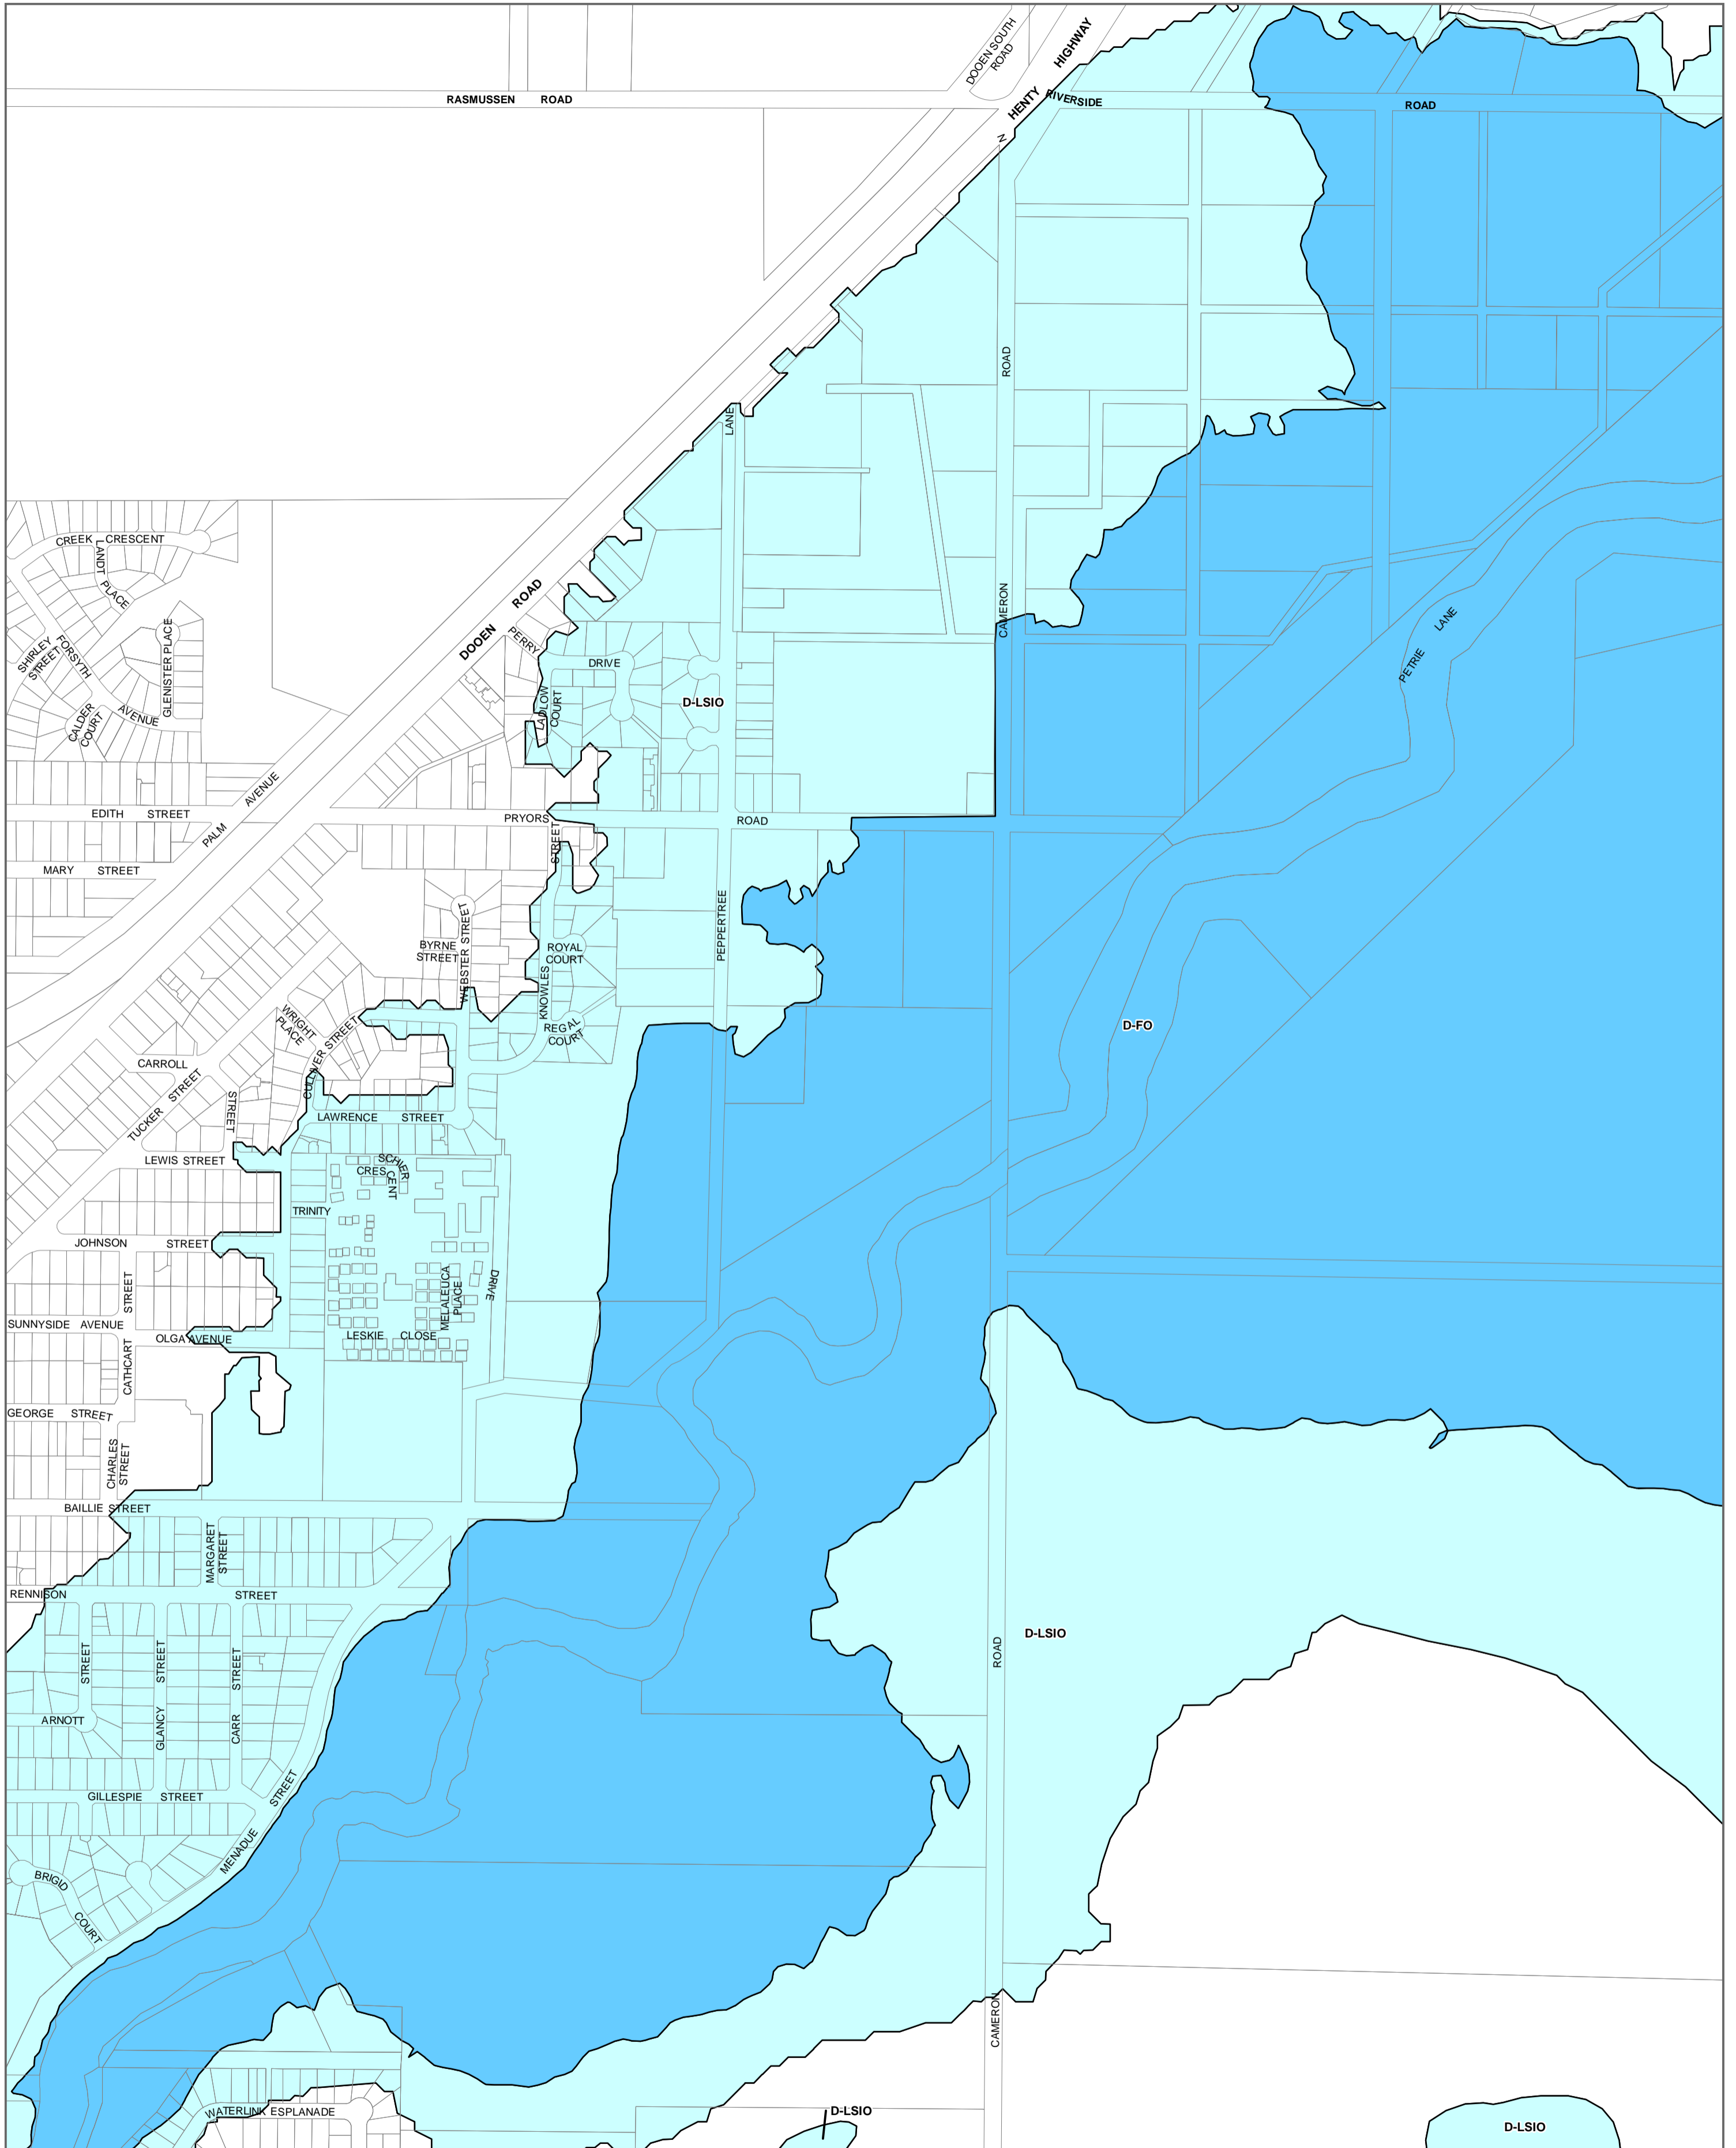 DOOEN SOUTH
ROAD
HENTY HIGHWAY
RASMUSSEN ROAD
RIVERSIDE ROAD
N
ROAD
LANE
CREEK CRESCENT
LANDT
PLACE
SHIRLEY
STREET
FORSYTH
AVENUE
GLENISTER PLACE
CALDER
COURT
DOOEN ROAD
PERRY
DRIVE
LADLOW
COURT
D-LSIO
CAMERON
PETRIE LANE
PALM AVENUE
EDITH STREET
MARY STREET
PRYORS ROAD
STREET
PEPPERTREE
BYRNE
STREET
WEBSTER STREET
ROYAL
COURT
KNOWLES
REGAL
COURT
D-FO
WRIGHT
PLACE
CULLIVER STREET
CARROLL
STREET
TUCKER STREET
LAWRENCE STREET
LEWIS STREET
SCHIER
CRESCENT
TRINITY
DRIVE
JOHNSON STREET
MELALEUCA
PLACE
STREET
CATHCART
SUNNYSIDE AVENUE
OLGA AVENUE
LESKIE CLOSE
GEORGE STREET
CHARLES
STREET
BAILLIE STREET
MARGARET
STREET
RENNISON STREET
STREET
STREET
GLANCY
STREET
CARR
ARNOTT
ROAD
D-LSIO
GILLESPIE STREET
MENADUE STREET
BRIGID
COURT
CAMERON
WATERLINK ESPLANADE
D-LSIO
D-LSIO